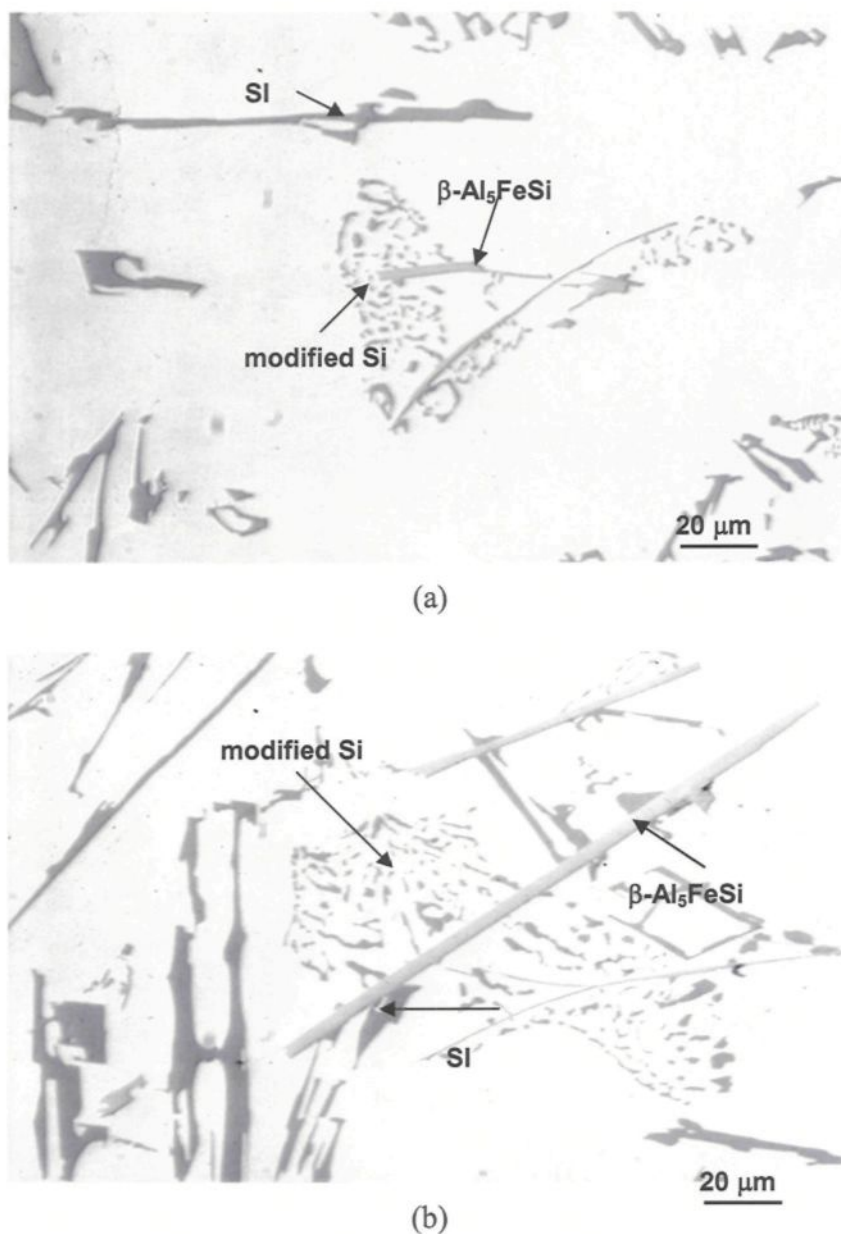 SI
β-Al₅FeSi
modified Si
20 μm
(a)
modified Si
β-Al₅FeSi
SI
20 μm
(b)